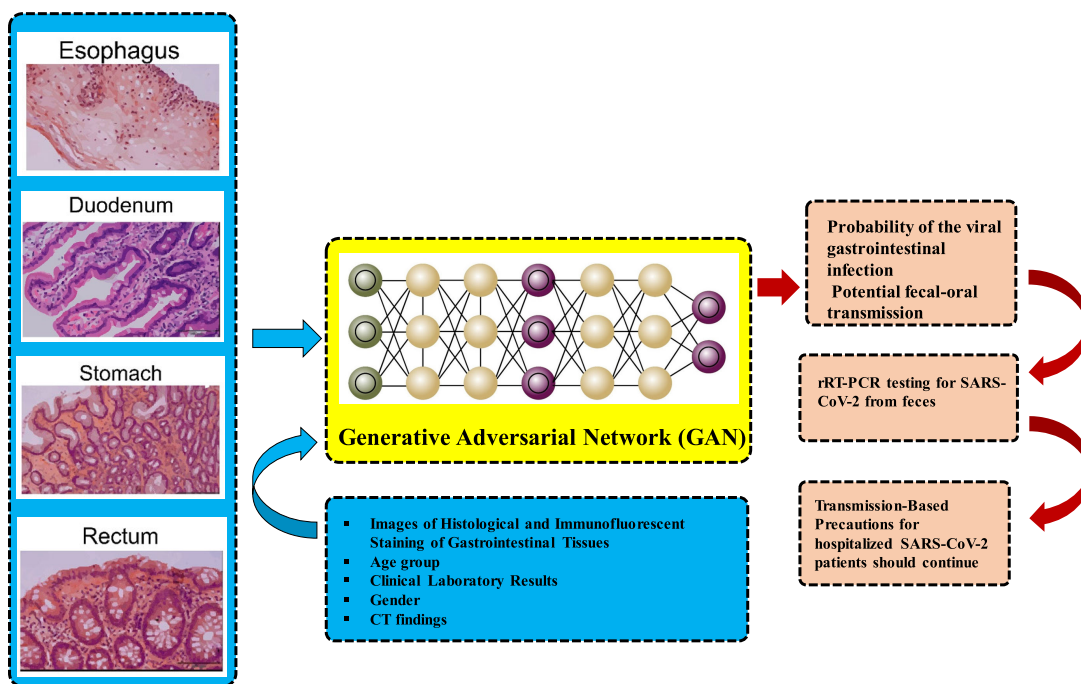 Esophagus
Duodenum
Stomach
Rectum
Generative Adversarial Network (GAN)
▪ Images of Histological and Immunofluorescent
Staining of Gastrointestinal Tissues
▪ Age group
▪ Clinical Laboratory Results
▪ Gender
▪ CT findings
Probability of the viral
gastrointestinal
infection
Potential fecal-oral
transmission
rRT-PCR testing for SARS-
CoV-2 from feces
Transmission-Based
Precautions for
hospitalized SARS-CoV-2
patients should continue